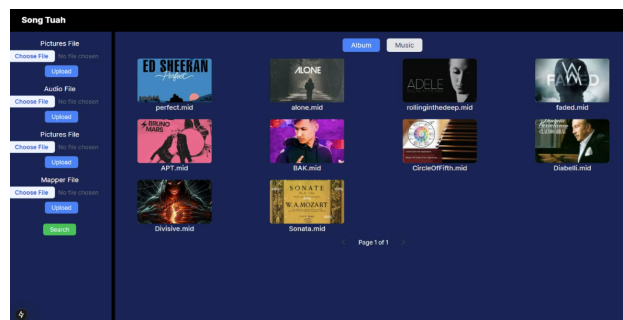 Song Tuah
Pictures File
Choose File No file chosen
Upload
Audio File
Choose File No file chosen
Upload
Pictures File
Choose File No file chosen
Upload
Mapper File
Choose File No file chosen
Upload
Search
Album Music
ED SHEERAN
Perfect
perfect.mid
ALONE
alone.mid
ADELE
rollinginthedeep.mid
FADED
faded.mid
BRUNO
MARS
APT.mid
BAK.mid
CircleOfFifth.mid
Diabelli.mid
Divisive.mid
SONATE
W.A.MOZART
Sonata.mid
< Page 1 of 1 >